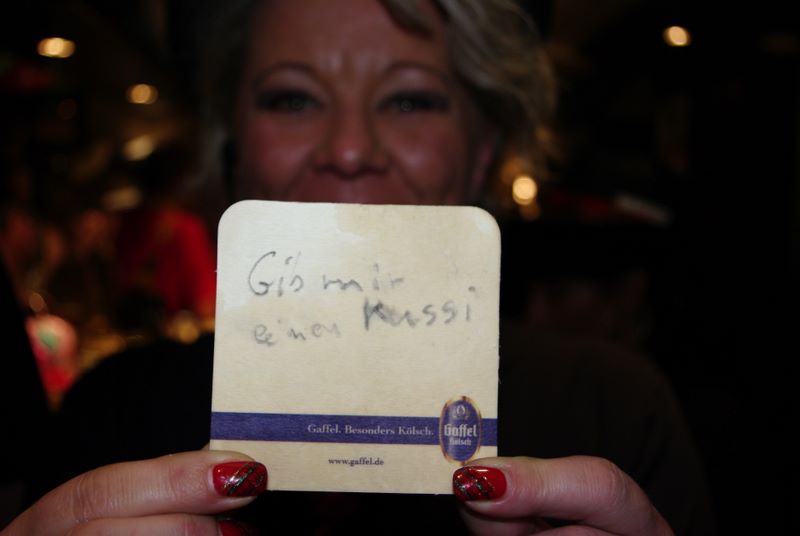 Gib mir
einen Kussi
Gaffel. Besonders Kölsch.
Gaffel
Kölsch
www.gaffel.de